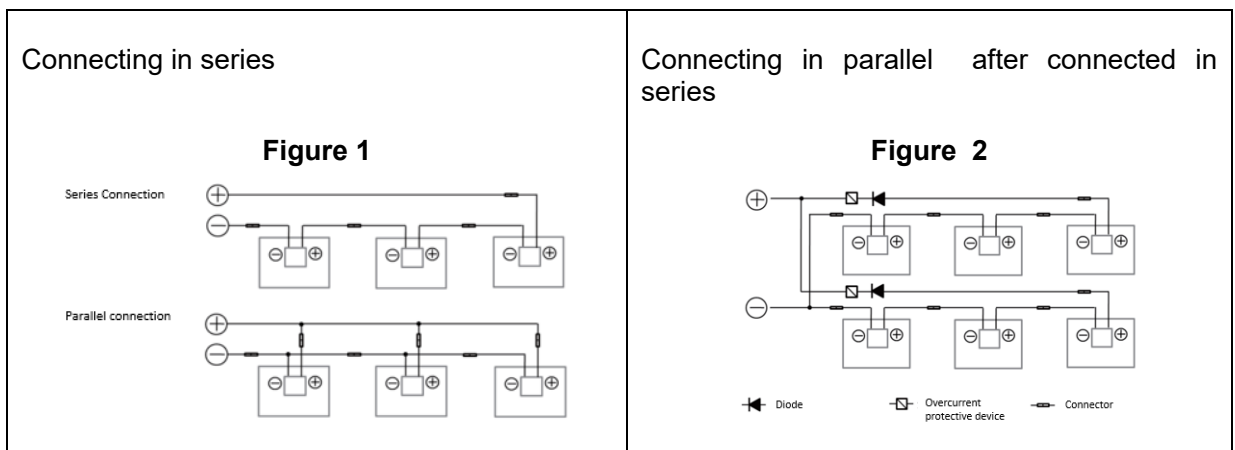 Connecting in series
Figure 1
Series Connection
+
−
− + − + − +
Parallel connection
+
−
− + − + − +
Connecting in parallel after connected in
series
Figure 2
+
− + − + − +
−
− + − + − +
Diode
Overcurrent
protective device
Connector